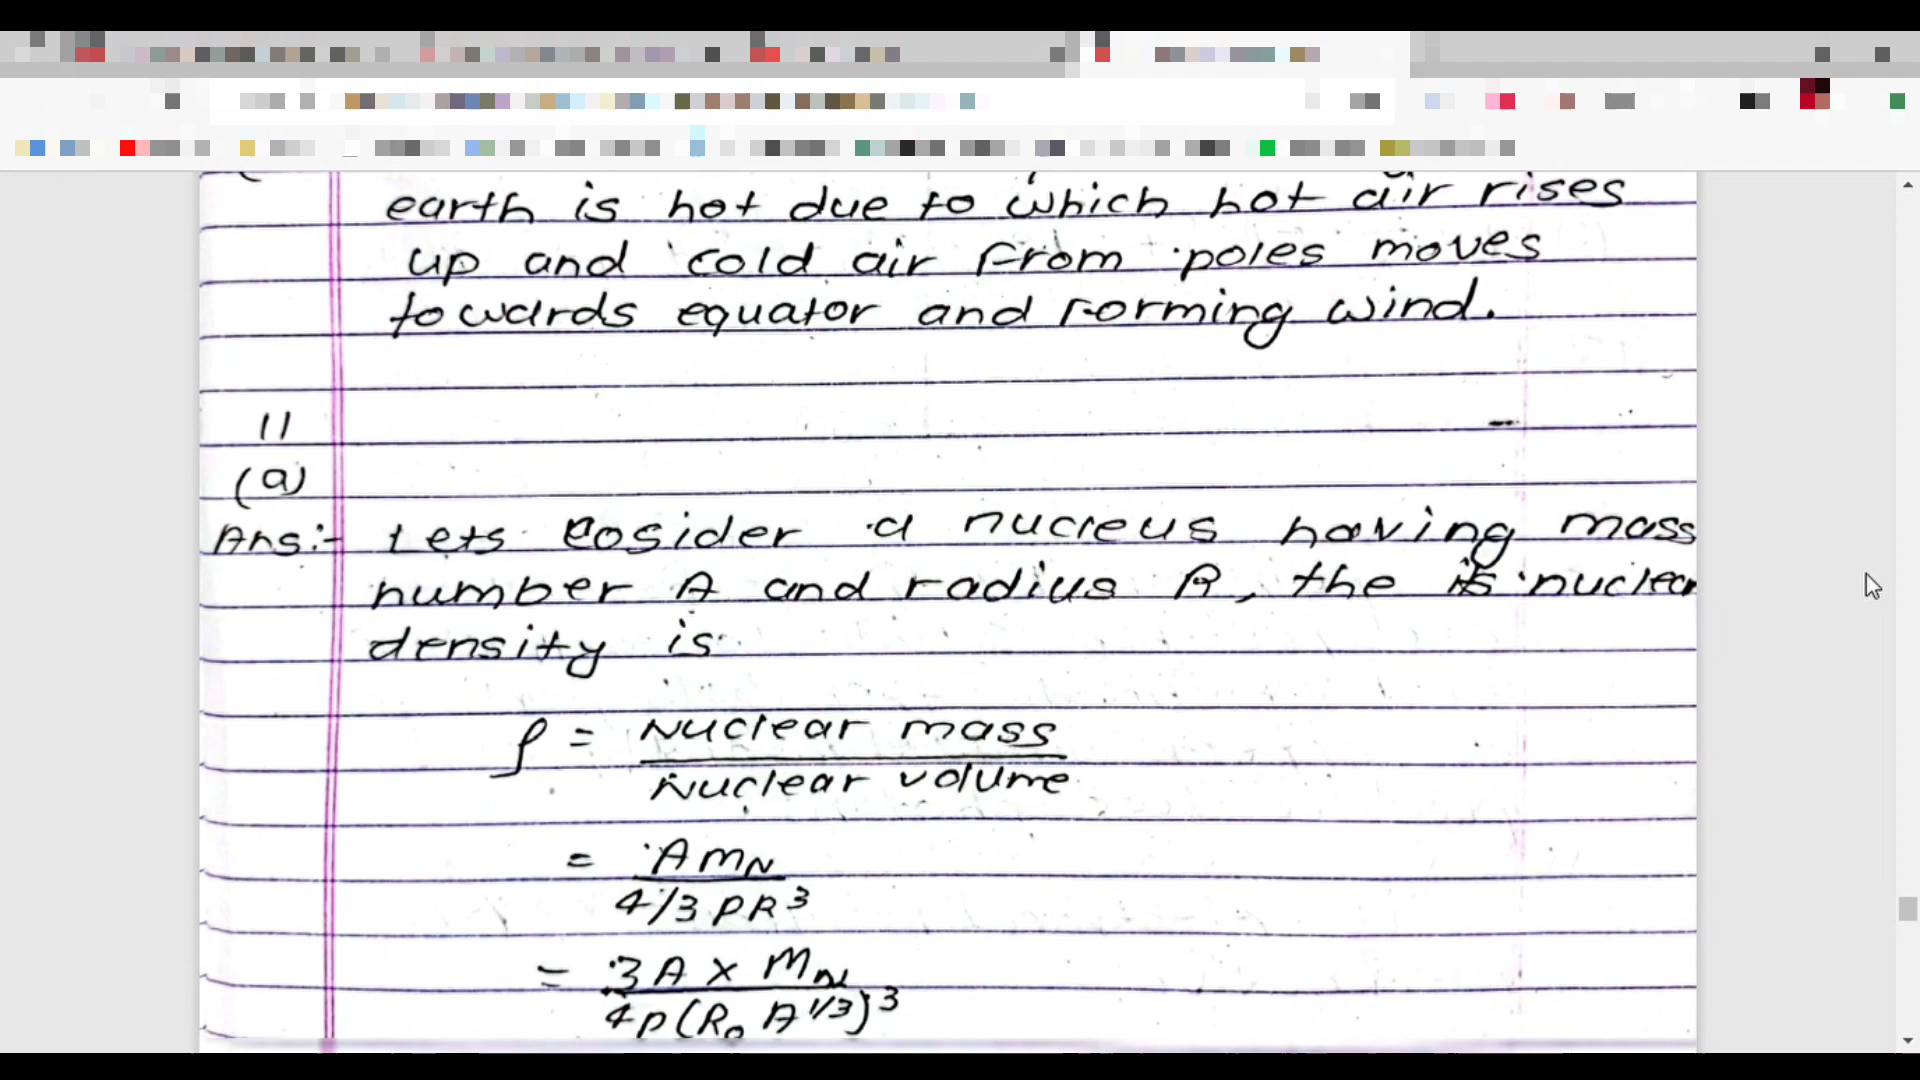 earth is hot due to which hot air rises
up and cold air from poles moves
towards equator and forming wind.
11
(a)
Ans:- Lets cosider a nucleus having mass
number A and radius R, the is nuclear
density is
ρ = Nuclear mass
Nuclear volume
= A mN
4/3 PR³
= 3A x MN
4P(R₀ A^1/3)³